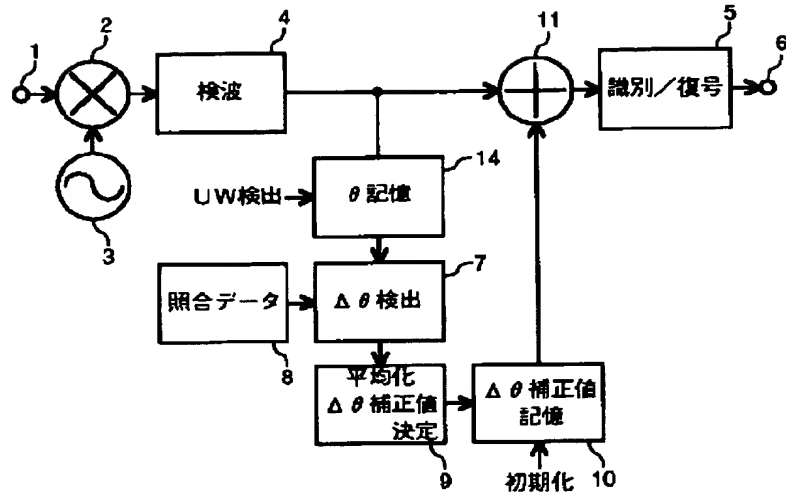 1
2
3
4
検波
11
5
識別／復号
6
UW検出
14
θ記憶
照合データ
8
7
Δθ検出
平均化
Δθ補正値
決定
9
Δθ補正値
記憶
10
初期化